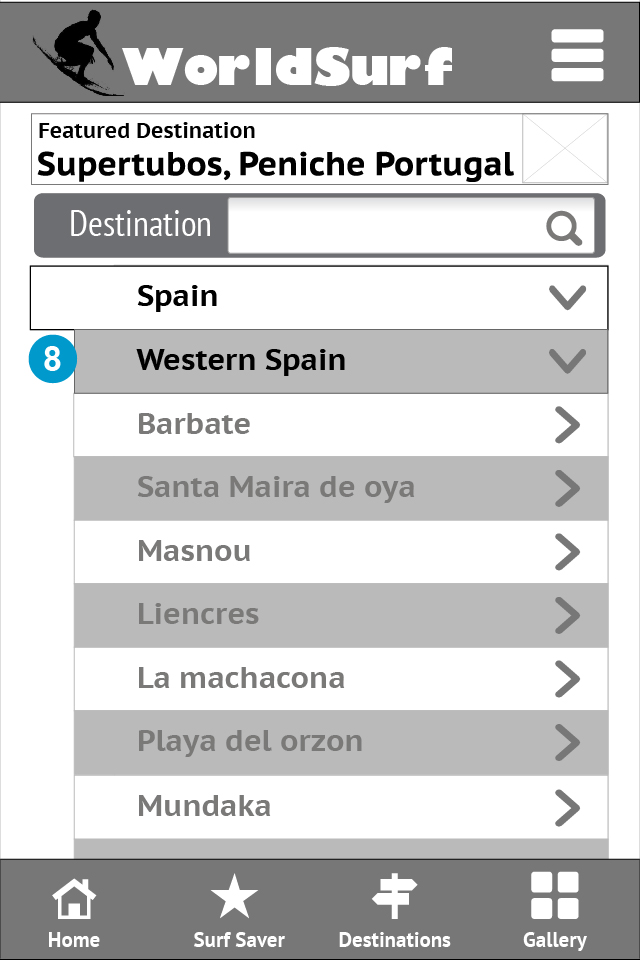 WorldSurf
Featured Destination
Supertubos, Peniche Portugal
Destination
Spain
8
Western Spain
Barbate
Santa Maira de oya
Masnou
Liencres
La machacona
Playa del orzon
Mundaka
Home
Surf Saver
Destinations
Gallery